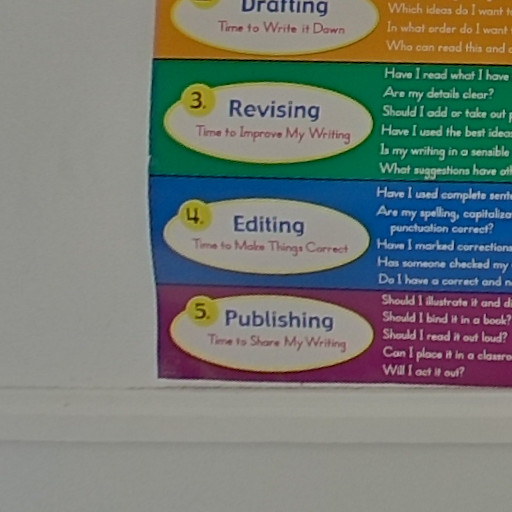 Drafting
Time to Write it Down
Which ideas do I want
In what order do I want
Who can read this and
3.
Revising
Time to Improve My Writing
Have I read what I have
Are my details clear?
Should I add or take out
Have I used the best ideas
Is my writing in a sensible
What suggestions have
4.
Editing
Time to Make Things Correct
Have I used complete
Are my spelling,
punctuation correct?
Have I marked corrections
Has someone checked my
Do I have a correct and
5.
Publishing
Time to Share My Writing
Should I illustrate it and
Should I bind it in a book?
Should I read it out loud?
Can I place it in a
Will I act it out?